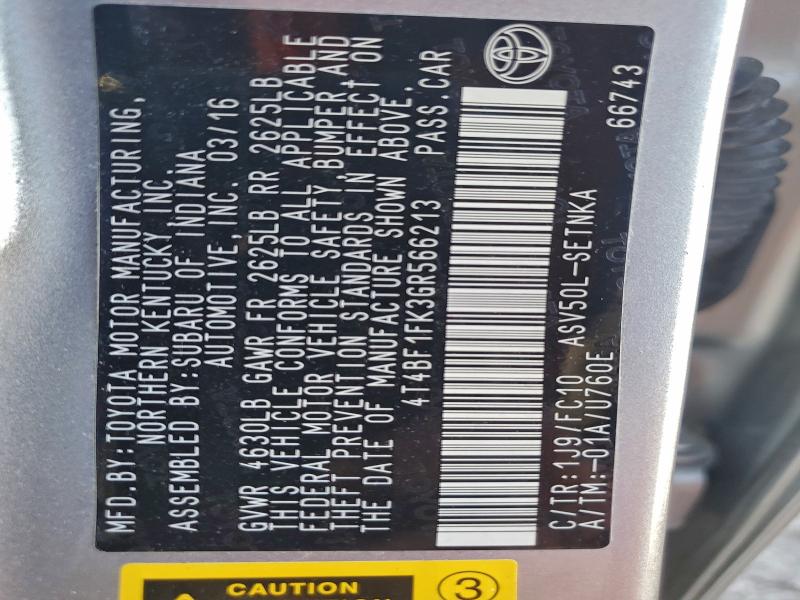 MFD.BY:TOYOTA MOTOR MANUFACTURING,
NORTHERN KENTUCKY INC.
ASSEMBLED BY:SUBARU OF INDIANA
AUTOMOTIVE,INC. 03/16
GVWR 4630LB GAWR FR 2625LB RR 2625LB
THIS VEHICLE CONFORMS TO ALL APPLICABLE
FEDERAL MOTOR VEHICLE SAFETY BUMPER,AND
THEFT PREVENTION STANDARDS IN EFFECT ON
THE DATE OF MANUFACTURE SHOWN ABOVE.
4T4BF1FK3GR566213 PASS.CAR
C/TR:1J9/FC10 ASV50L-SETNKA
A/TM:-01A/U760E 66743
CAUTION
3